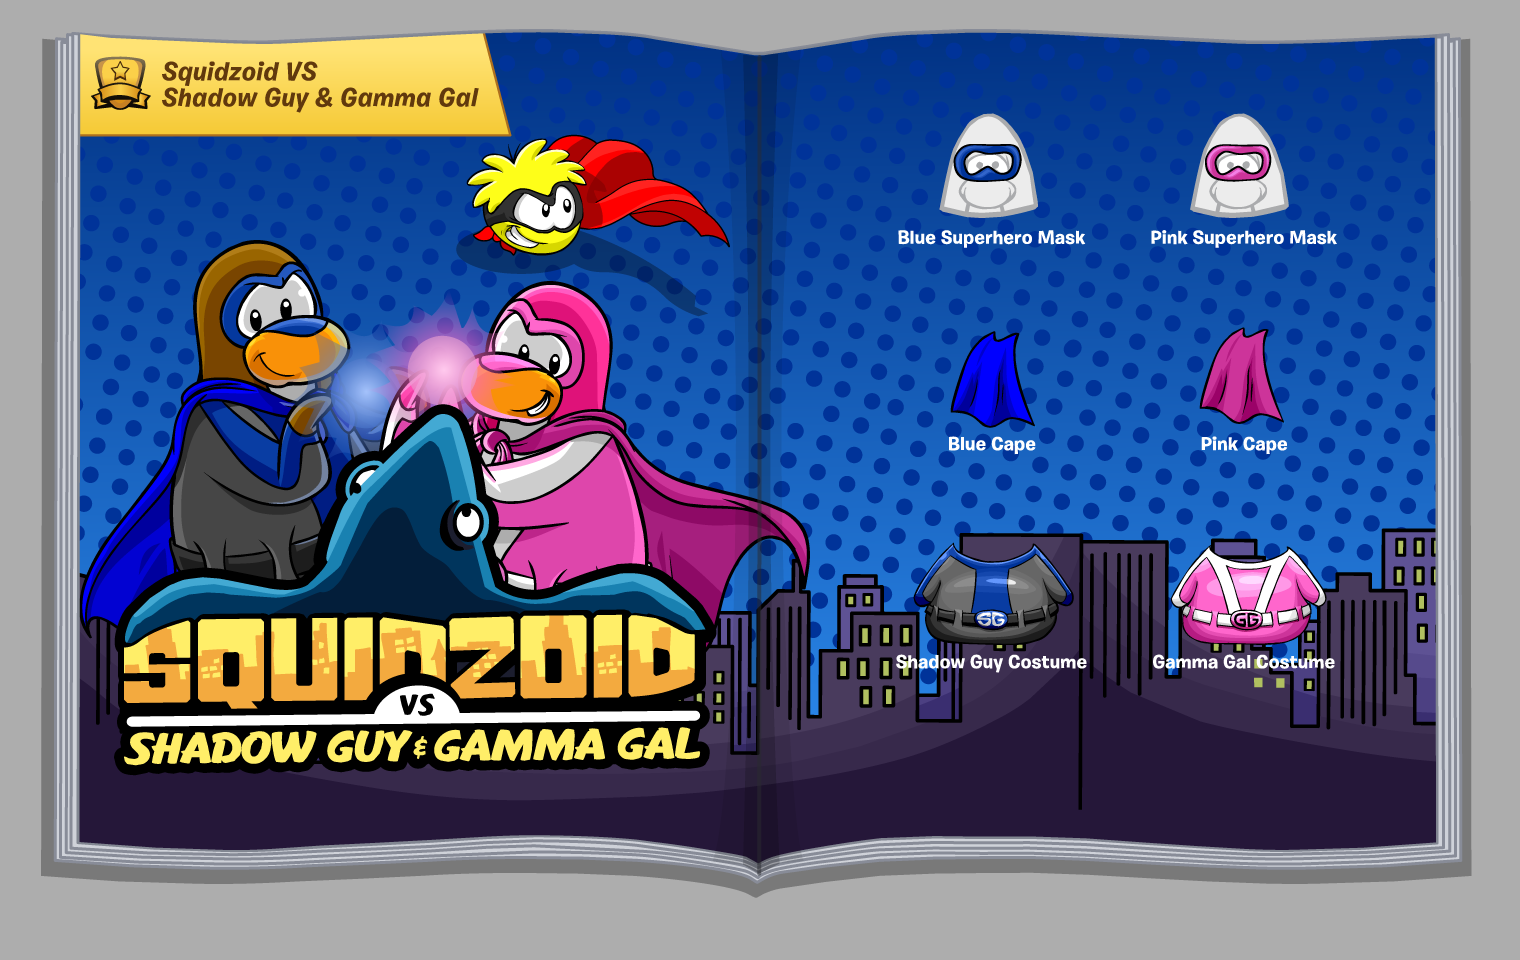 Squidzoid VS
Shadow Guy & Gamma Gal
SQUIDZOID
VS
SHADOW GUY & GAMMA GAL
Blue Superhero Mask
Pink Superhero Mask
Blue Cape
Pink Cape
SG
GG
Shadow Guy Costume
Gamma Gal Costume